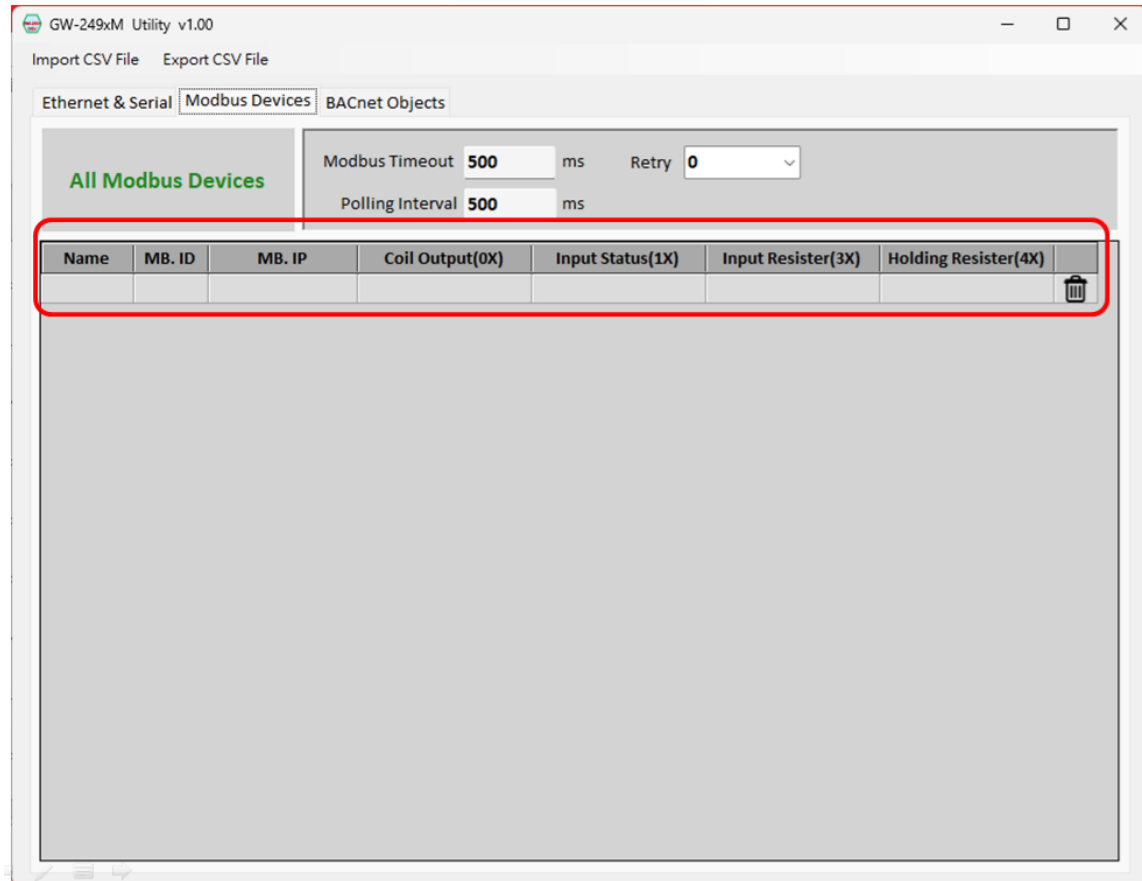 GW-249xM Utility v1.00
Import CSV File Export CSV File
Ethernet & Serial Modbus Devices BACnet Objects
All Modbus Devices
Modbus Timeout 500 ms Retry 0
Polling Interval 500 ms
Name MB. ID MB. IP Coil Output(0X) Input Status(1X) Input Resister(3X) Holding Resister(4X)